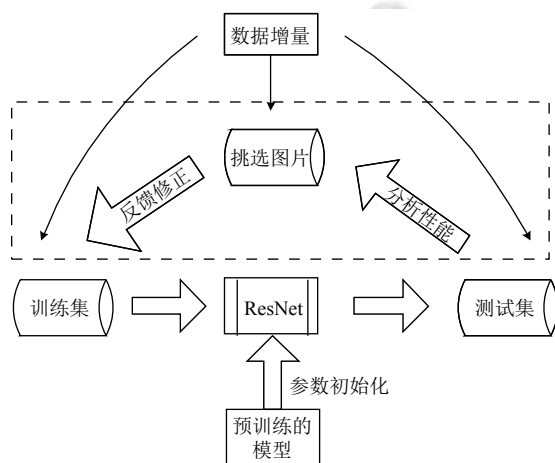 数据增量
挑选图片
反馈修正
分析性能
训练集
ResNet
测试集
参数初始化
预训练的
模型